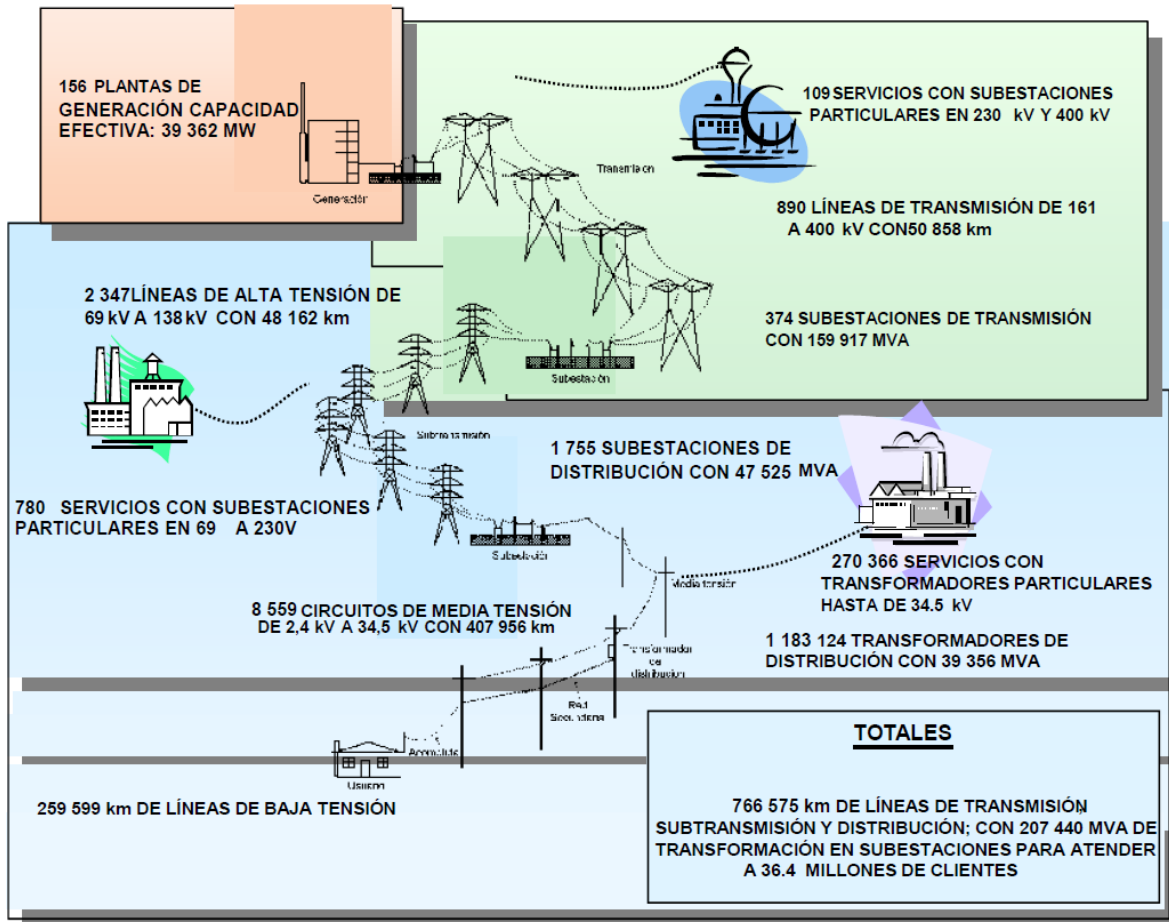 156 PLANTAS DE
GENERACIÓN CAPACIDAD
EFECTIVA: 39 362 MW
Generación
109 SERVICIOS CON SUBESTACIONES
PARTICULARES EN 230 kV Y 400 kV
Transmision
890 LÍNEAS DE TRANSMISIÓN DE 161
A 400 kV CON50 858 km
2 347LÍNEAS DE ALTA TENSIÓN DE
69 kV A 138 kV CON 48 162 km
374 SUBESTACIONES DE TRANSMISIÓN
CON 159 917 MVA
Subestación
Subtransmisión
1 755 SUBESTACIONES DE
DISTRIBUCIÓN CON 47 525 MVA
780 SERVICIOS CON SUBESTACIONES
PARTICULARES EN 69 A 230V
Subestación
Media tensión
270 366 SERVICIOS CON
TRANSFORMADORES PARTICULARES
HASTA DE 34.5 kV
8 559 CIRCUITOS DE MEDIA TENSIÓN
DE 2,4 kV A 34,5 kV CON 407 956 km
1 183 124 TRANSFORMADORES DE
DISTRIBUCIÓN CON 39 356 MVA
Transformador
de
distribucion
Red
Secundaria
Acometida
Usuario
259 599 km DE LÍNEAS DE BAJA TENSIÓN
TOTALES
766 575 km DE LÍNEAS DE TRANSMISIÓN,
SUBTRANSMISIÓN Y DISTRIBUCIÓN; CON 207 440 MVA DE
TRANSFORMACIÓN EN SUBESTACIONES PARA ATENDER
A 36.4 MILLONES DE CLIENTES